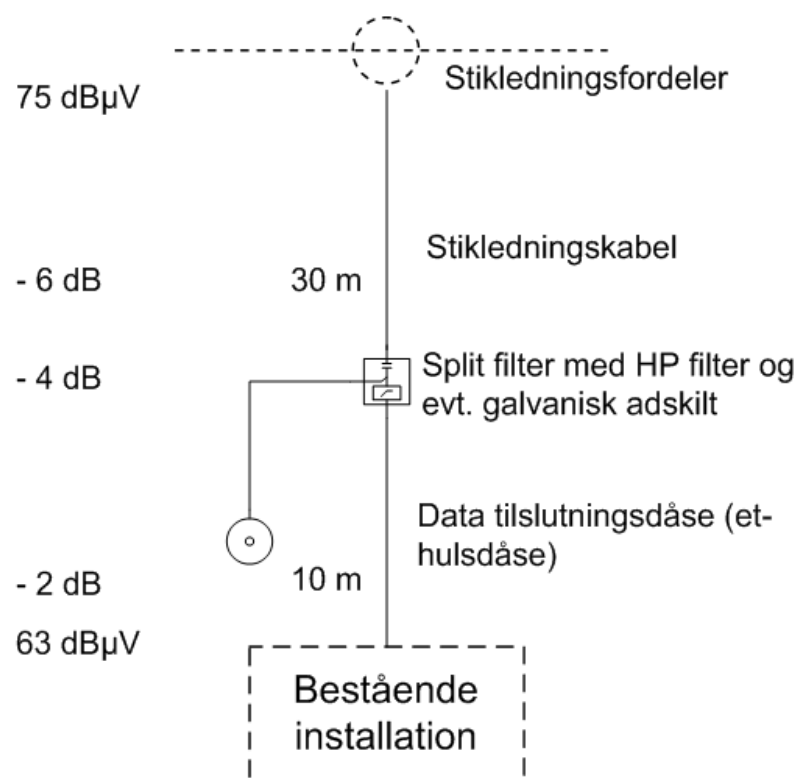 Stikledningsfordeler
75 dBµV
Stikledningskabel
- 6 dB
30 m
- 4 dB
Split filter med HP filter og
evt. galvanisk adskilt
Data tilslutningsdåse (et-
hulsdåse)
- 2 dB
10 m
63 dBµV
Bestående
installation